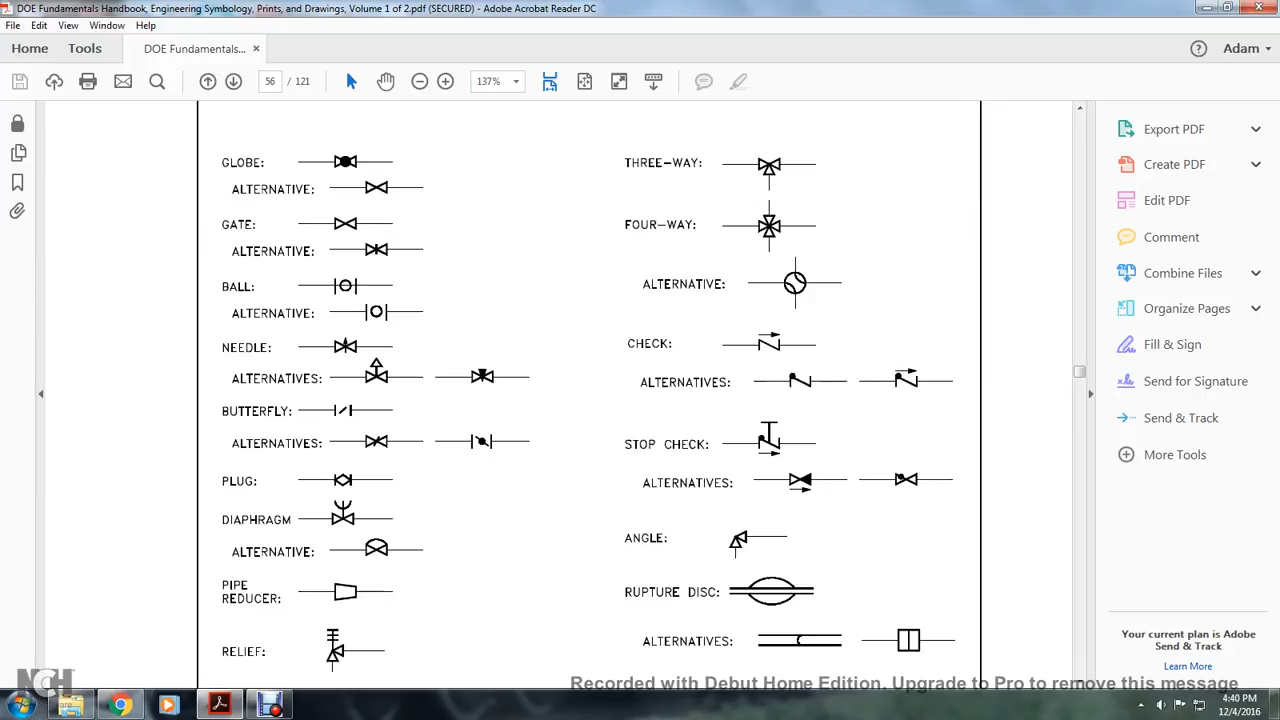 DOE Fundamentals Handbook, Engineering Symbology, Prints, and Drawings, Volume 1 of 2.pdf (SECURED) - Adobe Acrobat Reader DC
File Edit View Window Help
Home Tools DOE Fundamentals... × Adam
56 / 121 137%
GLOBE:
ALTERNATIVE:
GATE:
ALTERNATIVE:
BALL:
ALTERNATIVE:
NEEDLE:
ALTERNATIVES:
BUTTERFLY:
ALTERNATIVES:
PLUG:
DIAPHRAGM
ALTERNATIVE:
PIPE
REDUCER:
RELIEF:
THREE-WAY:
FOUR-WAY:
ALTERNATIVE:
CHECK:
ALTERNATIVES:
STOP CHECK:
ALTERNATIVES:
ANGLE:
RUPTURE DISC:
ALTERNATIVES:
Export PDF
Create PDF
Edit PDF
Comment
Combine Files
Organize Pages
Fill & Sign
Send for Signature
Send & Track
More Tools
Your current plan is Adobe
Send & Track
Learn More
NCH
Recorded with Debut Home Edition. Upgrade to Pro to remove this message
4:40 PM
12/4/2016